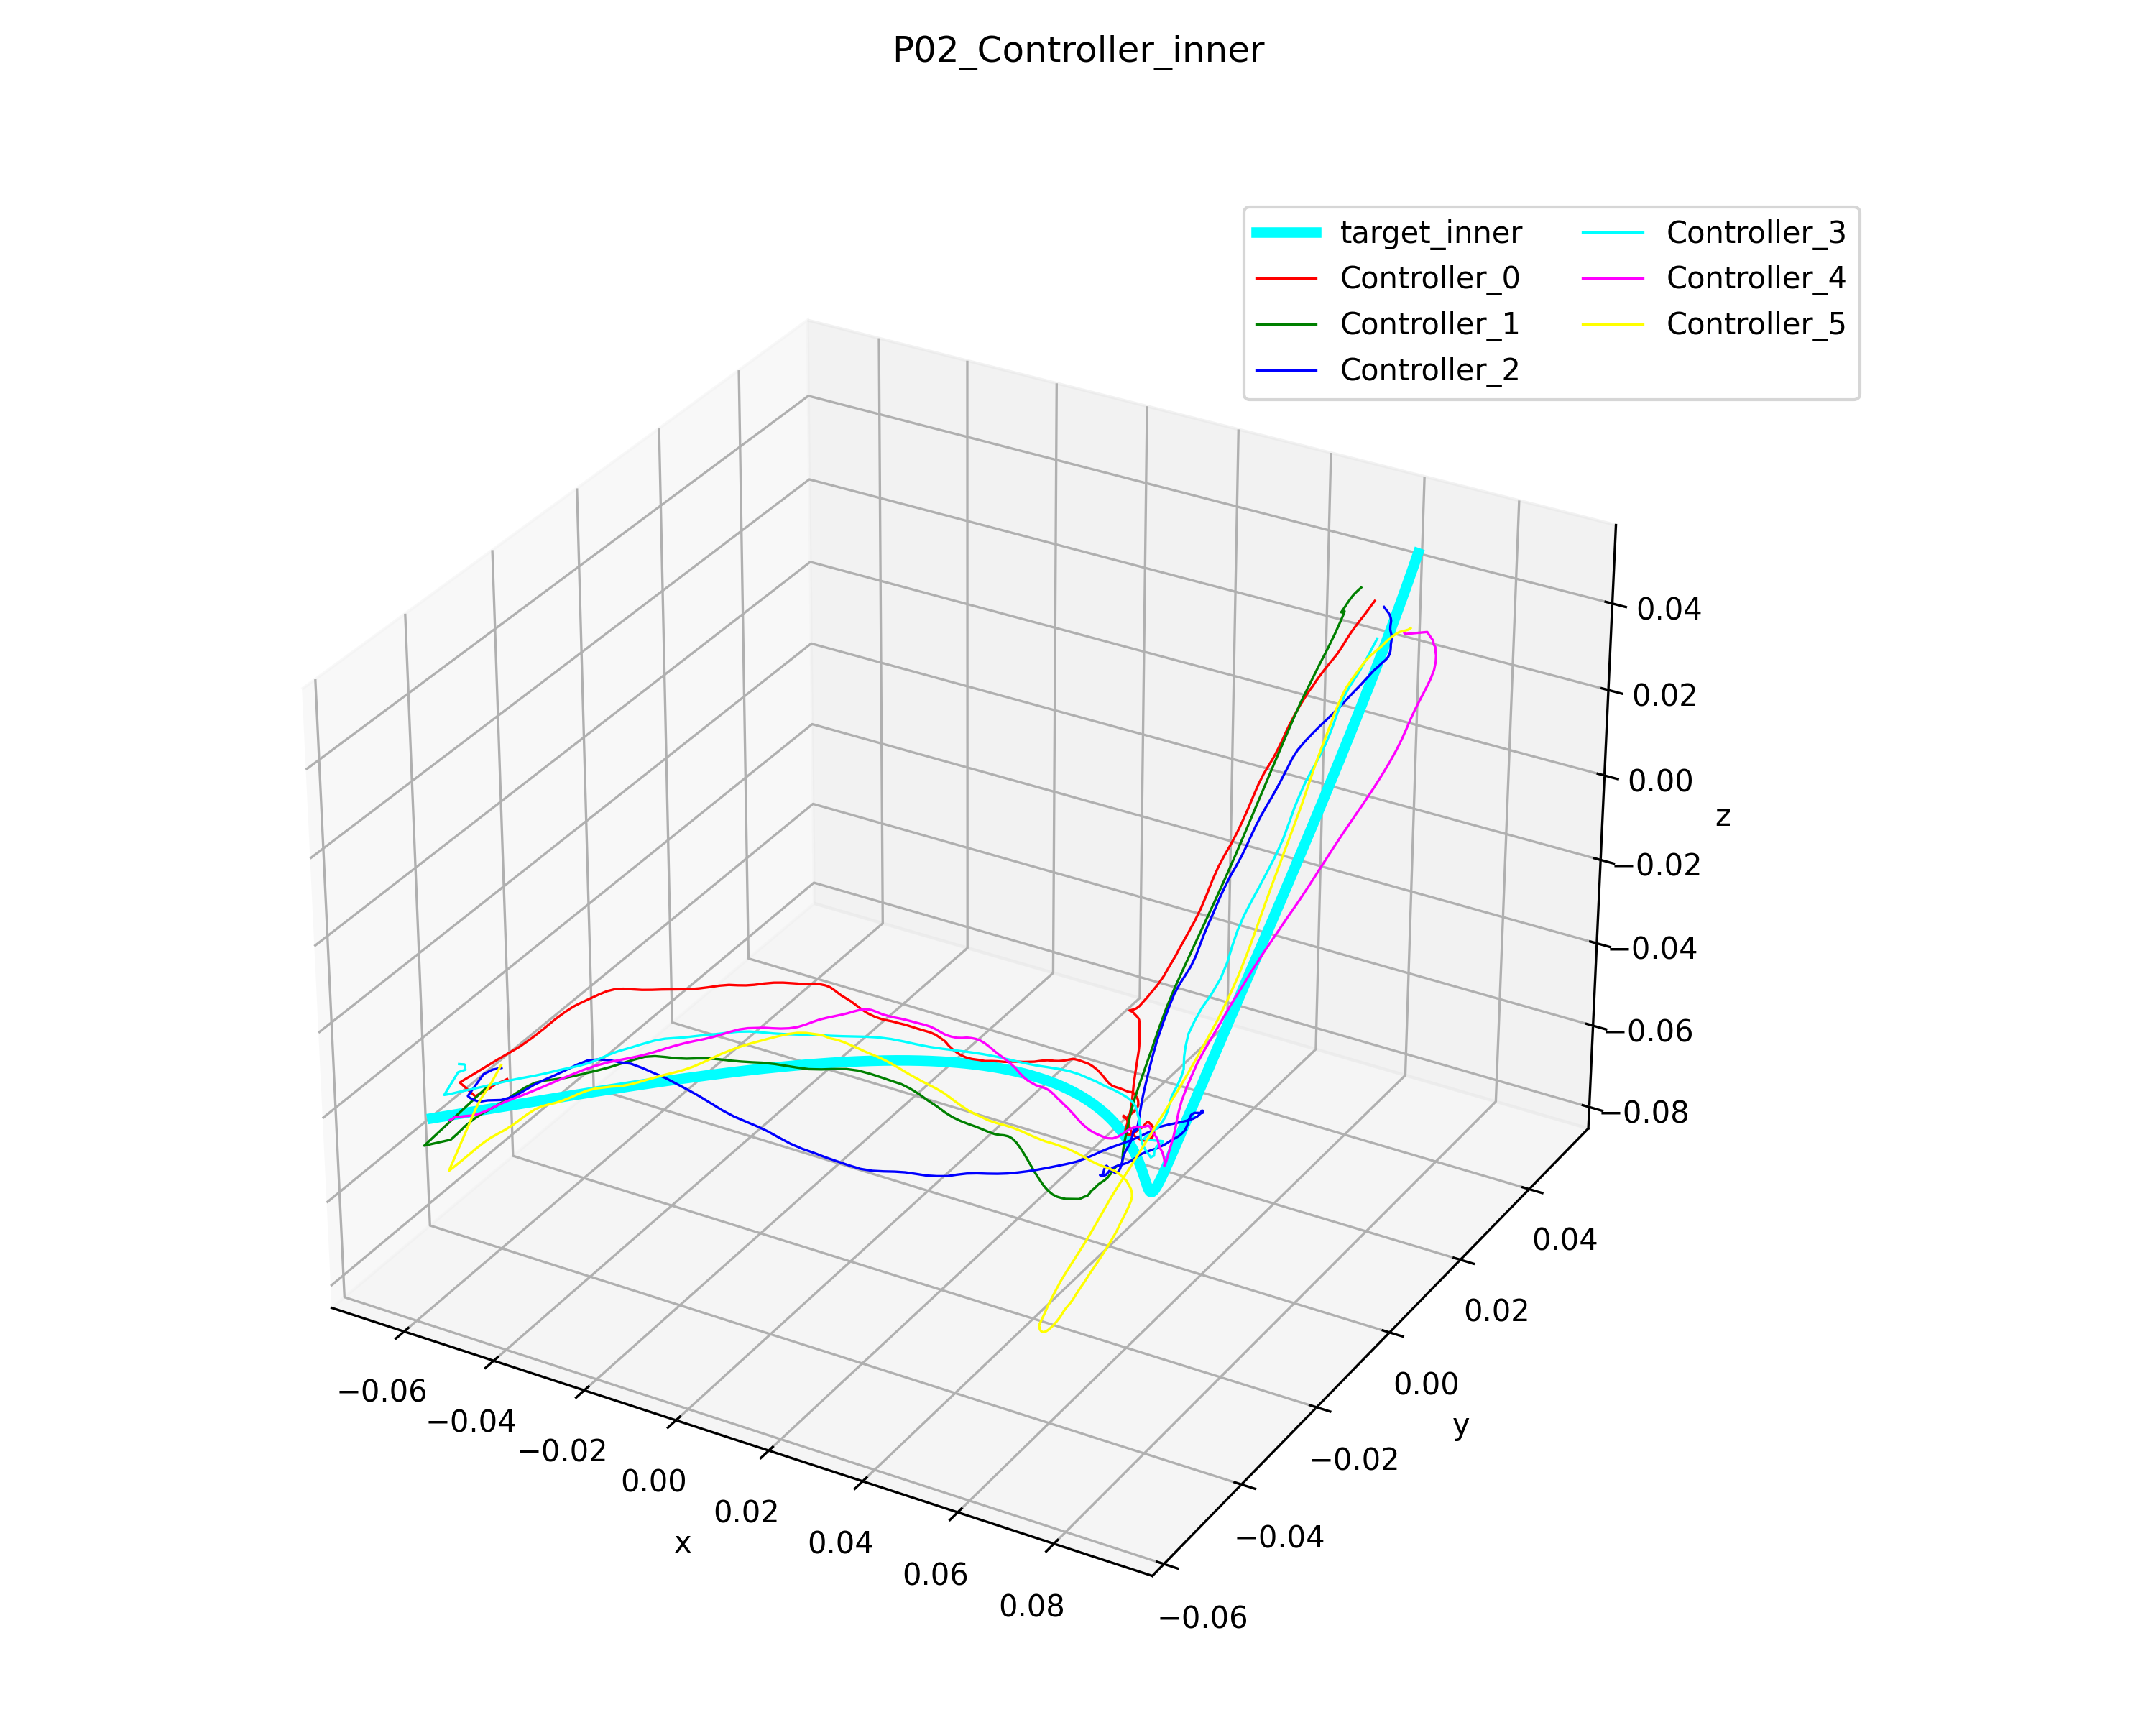 P02_Controller_inner
target_inner
Controller_0
Controller_1
Controller_2
Controller_3
Controller_4
Controller_5
0.04
0.02
0.00
−0.02
−0.04
−0.06
−0.08
z
0.04
0.02
0.00
−0.02
−0.04
−0.06
y
−0.06
−0.04
−0.02
0.00
0.02
0.04
0.06
0.08
x